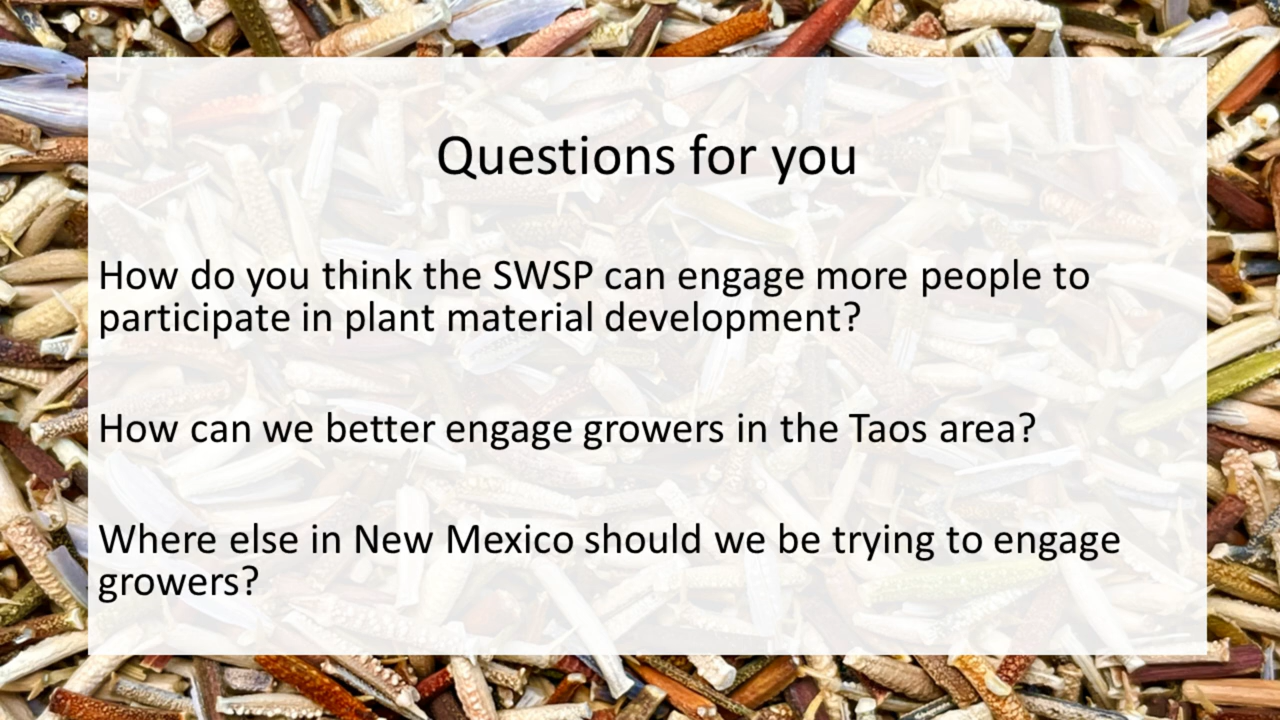 Questions for you
How do you think the SWSP can engage more people to
participate in plant material development?
How can we better engage growers in the Taos area?
Where else in New Mexico should we be trying to engage
growers?